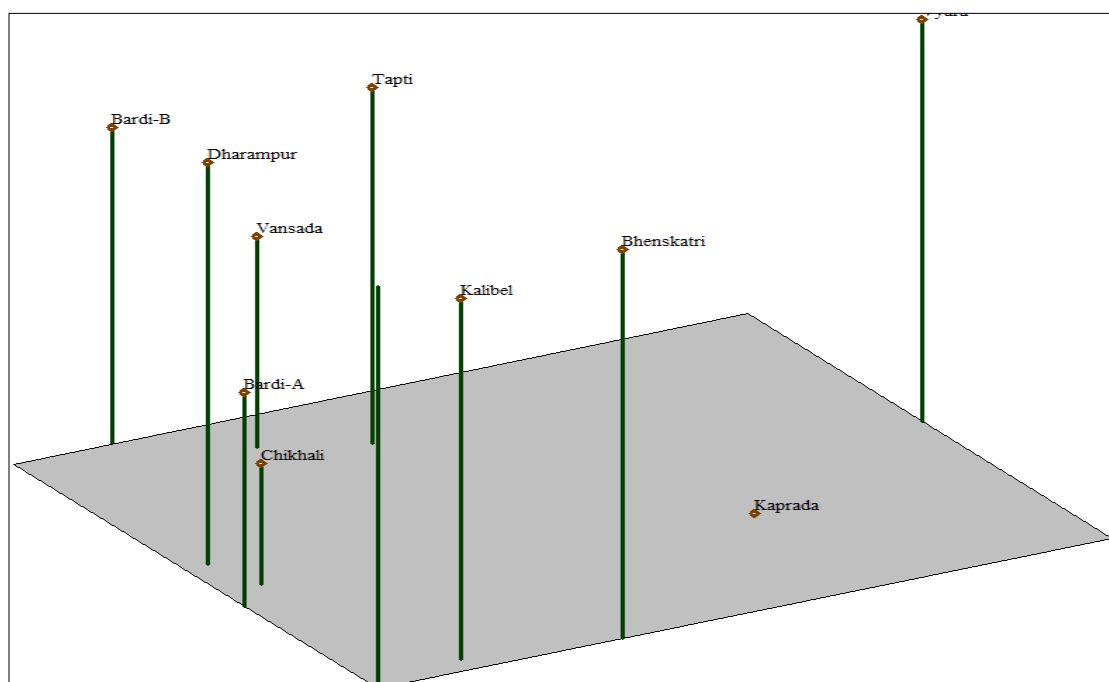 Tapti
Bardi-B
Dharampur
Vansada
Bhenskatri
Kalibel
Bardi-A
Chikhali
Kaprada